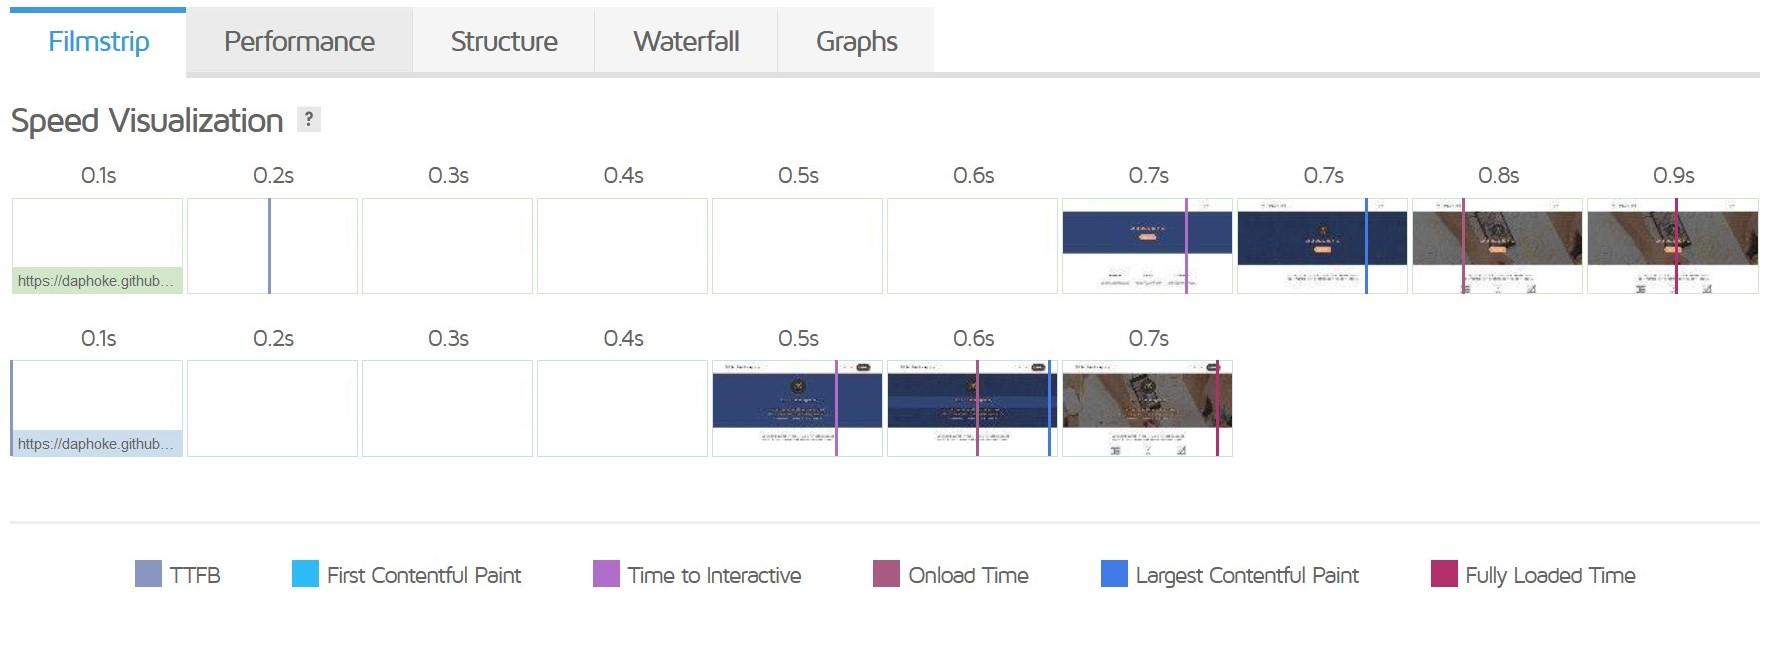 Filmstrip Performance Structure Waterfall Graphs
Speed Visualization ?
0.1s 0.2s 0.3s 0.4s 0.5s 0.6s 0.7s 0.7s 0.8s 0.9s
https://daphoke.github...
0.1s 0.2s 0.3s 0.4s 0.5s 0.6s 0.7s
https://daphoke.github...
TTFB First Contentful Paint Time to Interactive Onload Time Largest Contentful Paint Fully Loaded Time